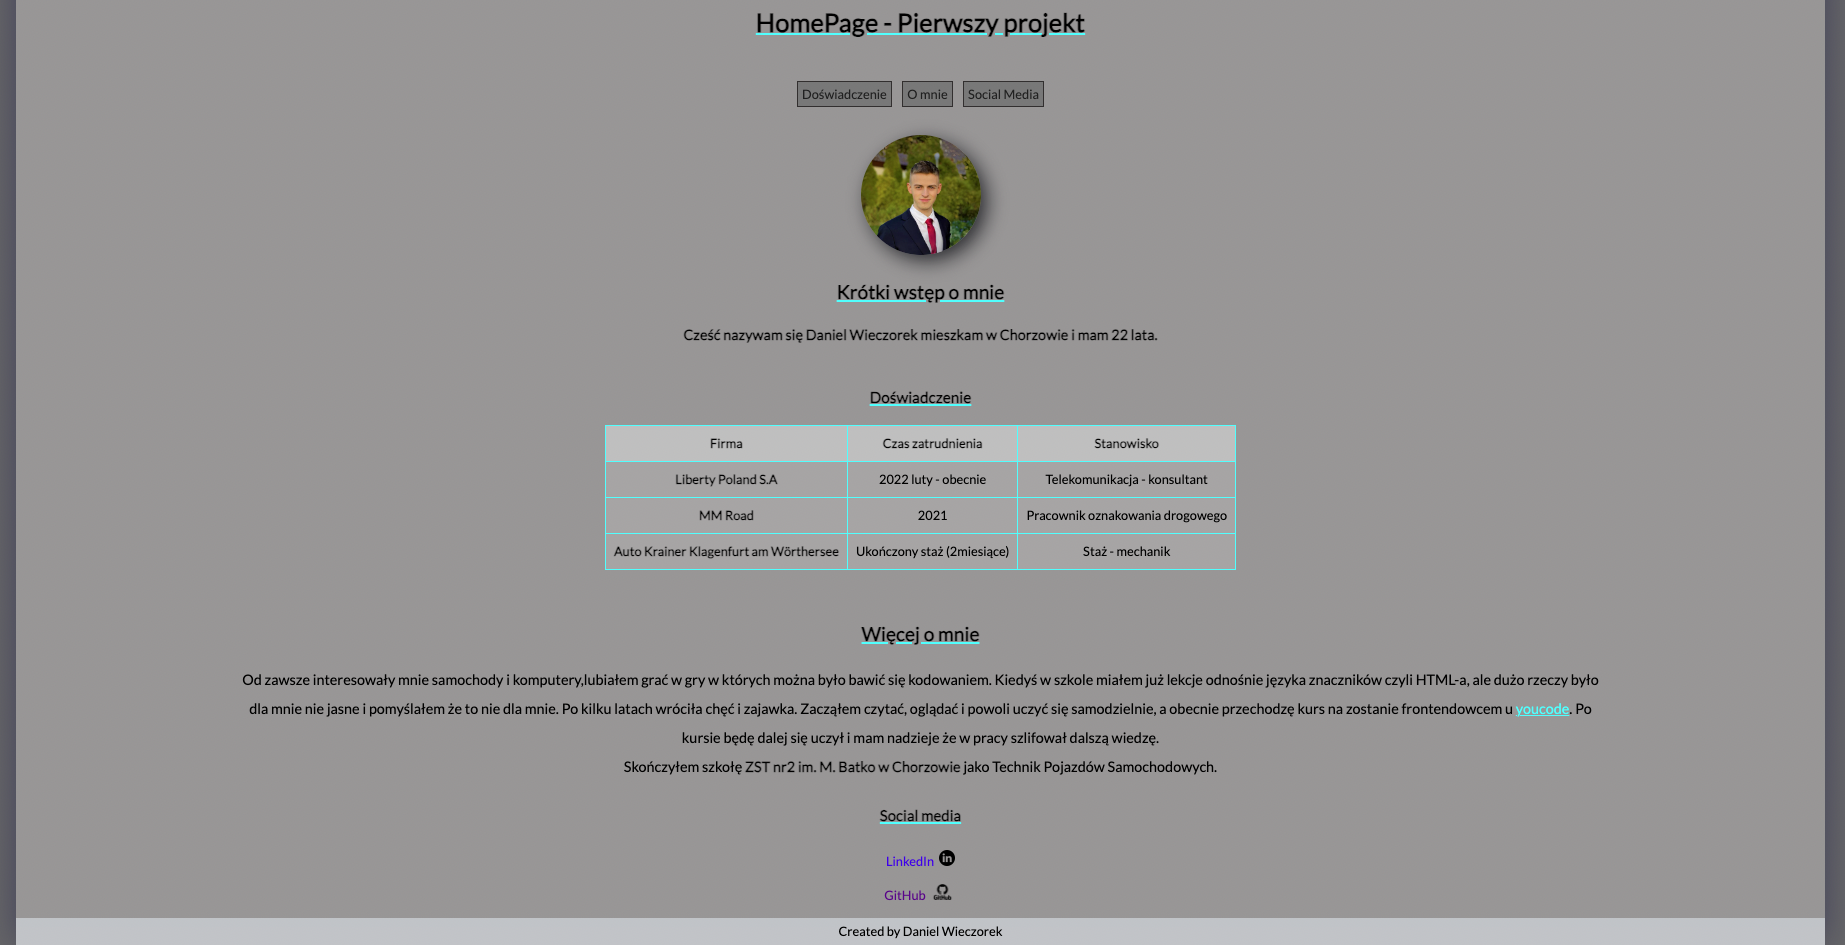 HomePage - Pierwszy projekt
Doświadczenie O mnie Social Media
Krótki wstęp o mnie
Cześć nazywam się Daniel Wieczorek mieszkam w Chorzowie i mam 22 lata.
Doświadczenie
Firma Czas zatrudnienia Stanowisko
Liberty Poland S.A 2022 luty - obecnie Telekomunikacja - konsultant
MM Road 2021 Pracownik oznakowania drogowego
Auto Krainer Klagenfurt am Wörthersee Ukończony staż (2miesiące) Staż - mechanik
Więcej o mnie
Od zawsze interesowały mnie samochody i komputery,lubiałem grać w gry w których można było bawić się kodowaniem. Kiedyś w szkole miałem już lekcje odnośnie języka znaczników czyli HTML-a, ale dużo rzeczy było
dla mnie nie jasne i pomyślałem że to nie dla mnie. Po kilku latach wróciła chęć i zajawka. Zacząłem czytać, oglądać i powoli uczyć się samodzielnie, a obecnie przechodzę kurs na zostanie frontendowcem u youcode. Po
kursie będę dalej się uczył i mam nadzieje że w pracy szlifował dalszą wiedzę.
Skończyłem szkołę ZST nr2 im. M. Batko w Chorzowie jako Technik Pojazdów Samochodowych.
Social media
LinkedIn in
GitHub
Created by Daniel Wieczorek